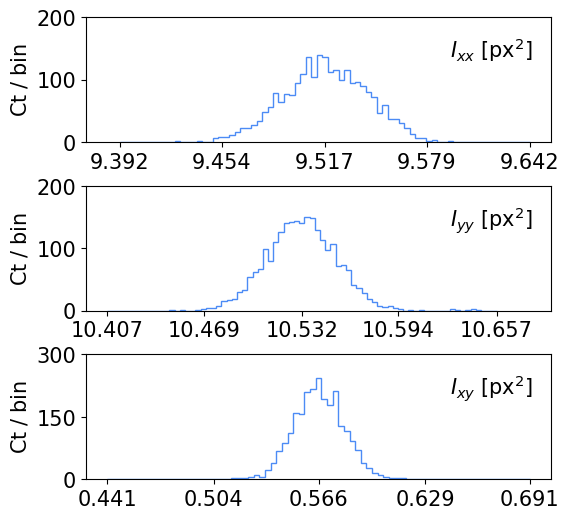 200
I_xx [px²]
Ct / bin
100
0
9.392 9.454 9.517 9.579 9.642
200
I_yy [px²]
Ct / bin
100
0
10.407 10.469 10.532 10.594 10.657
300
I_xy [px²]
Ct / bin
150
0
0.441 0.504 0.566 0.629 0.691